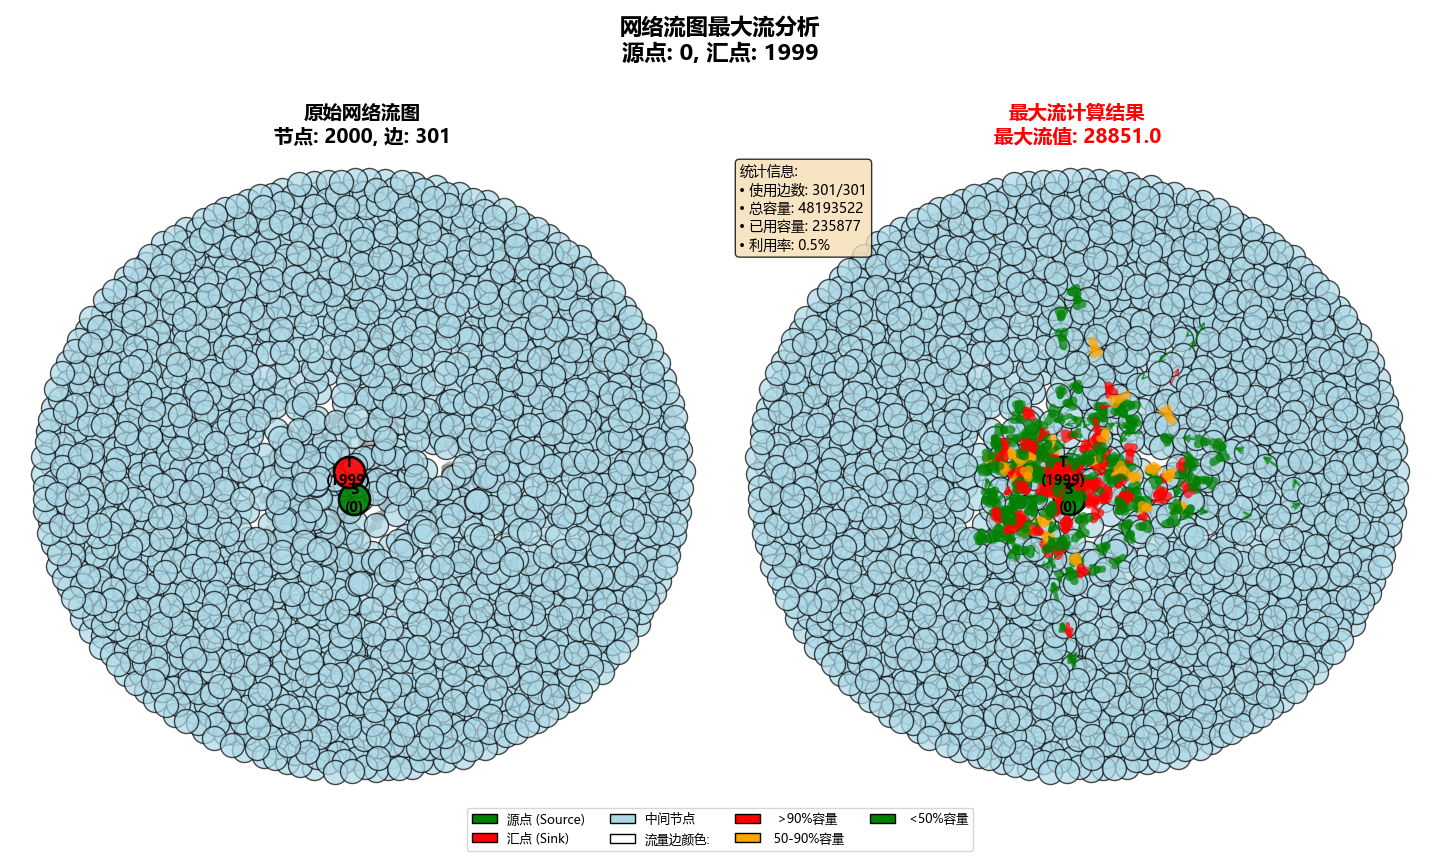 网络流图最大流分析
源点: 0, 汇点: 1999
原始网络流图
节点: 2000, 边: 301
最大流计算结果
最大流值: 28851.0
统计信息:
• 使用边数: 301/301
• 总容量: 48193522
• 已用容量: 235877
• 利用率: 0.5%
T
(1999)
S
(0)
T
(1999)
S
(0)
源点 (Source)
汇点 (Sink)
中间节点
流量边颜色:
>90%容量
50-90%容量
<50%容量